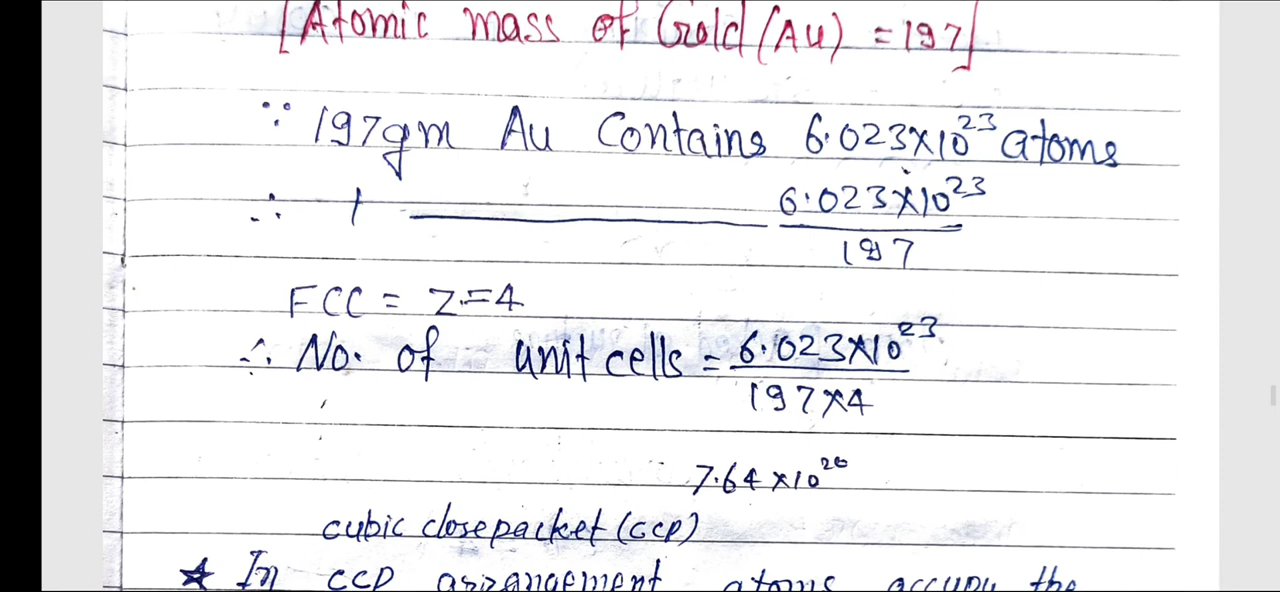 [Atomic mass of Gold (Au) = 197]
∵ 197gm Au Contains 6.023×10²³ atoms
∴ 1 ——— 6.023×10²³ / 197
FCC = Z=4
∴ No. of unit cells = 6.023×10²³ / 197×4
7.64×10²⁰
cubic closepacket (ccp)
★ In CCP arrangement atoms occupy the